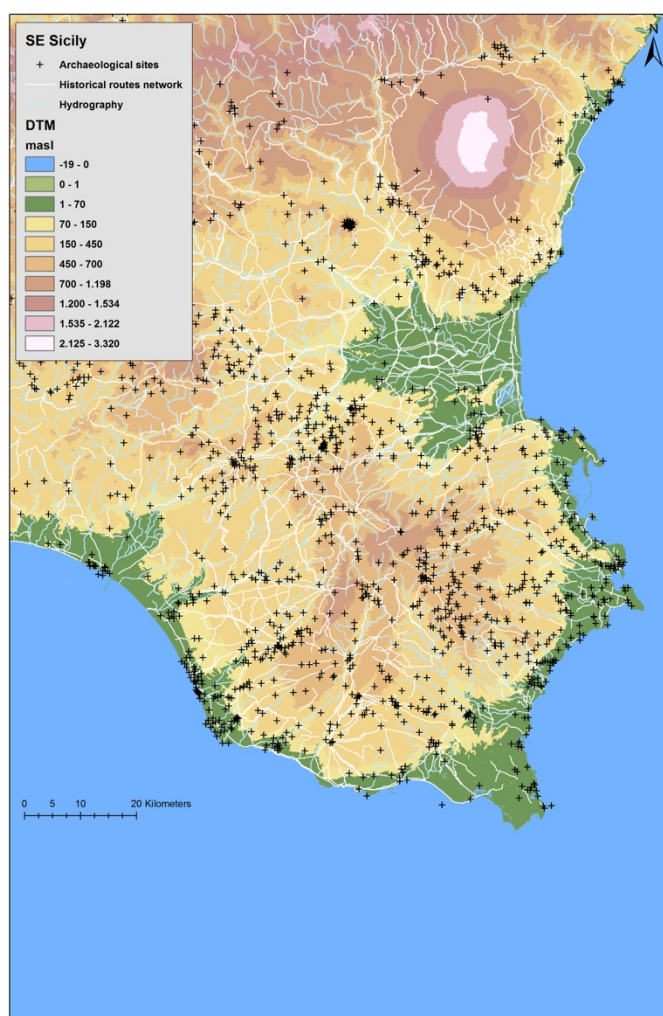 SE Sicily
Archaeological sites
Historical routes network
Hydrography
DTM
masl
-19 - 0
0 - 1
1 - 70
70 - 150
150 - 450
450 - 700
700 - 1.198
1.200 - 1.534
1.535 - 2.122
2.125 - 3.320
N
0 5 10 20 Kilometers